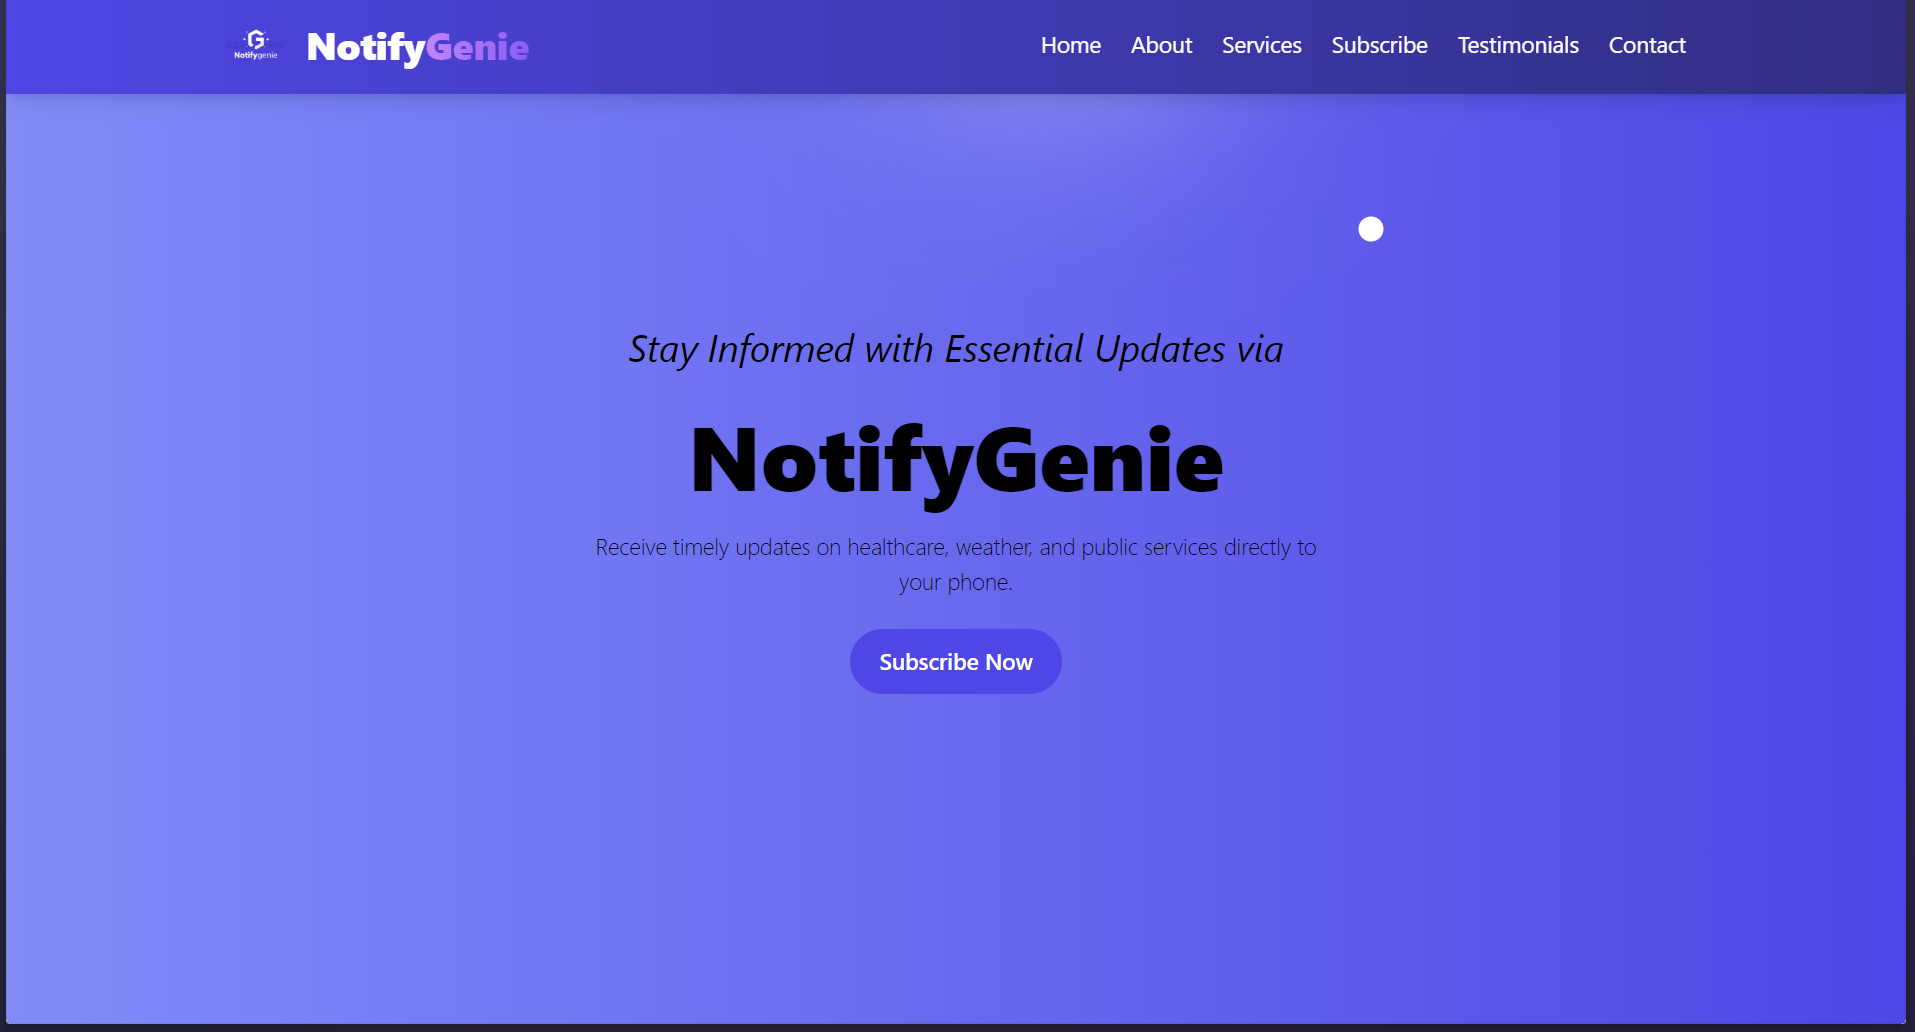 Notifygenie
NotifyGenie
Home About Services Subscribe Testimonials Contact
Stay Informed with Essential Updates via
NotifyGenie
Receive timely updates on healthcare, weather, and public services directly to
your phone.
Subscribe Now